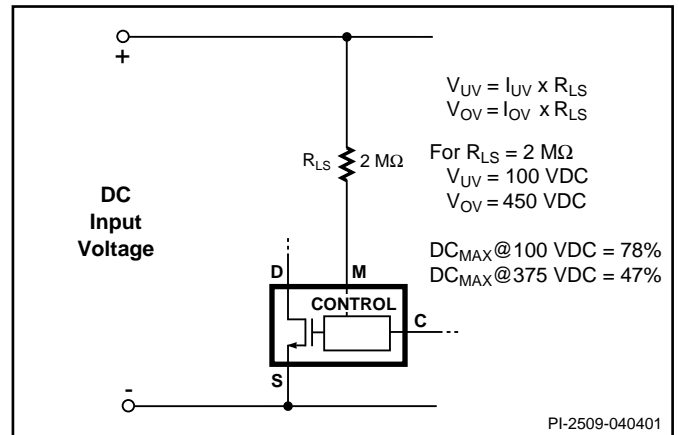 +
V_UV = I_UV x R_LS
V_OV = I_OV x R_LS
R_LS 2 MΩ
For R_LS = 2 MΩ
V_UV = 100 VDC
V_OV = 450 VDC
DC
Input
Voltage
DC_MAX@100 VDC = 78%
DC_MAX@375 VDC = 47%
D
M
CONTROL
C
S
-
PI-2509-040401